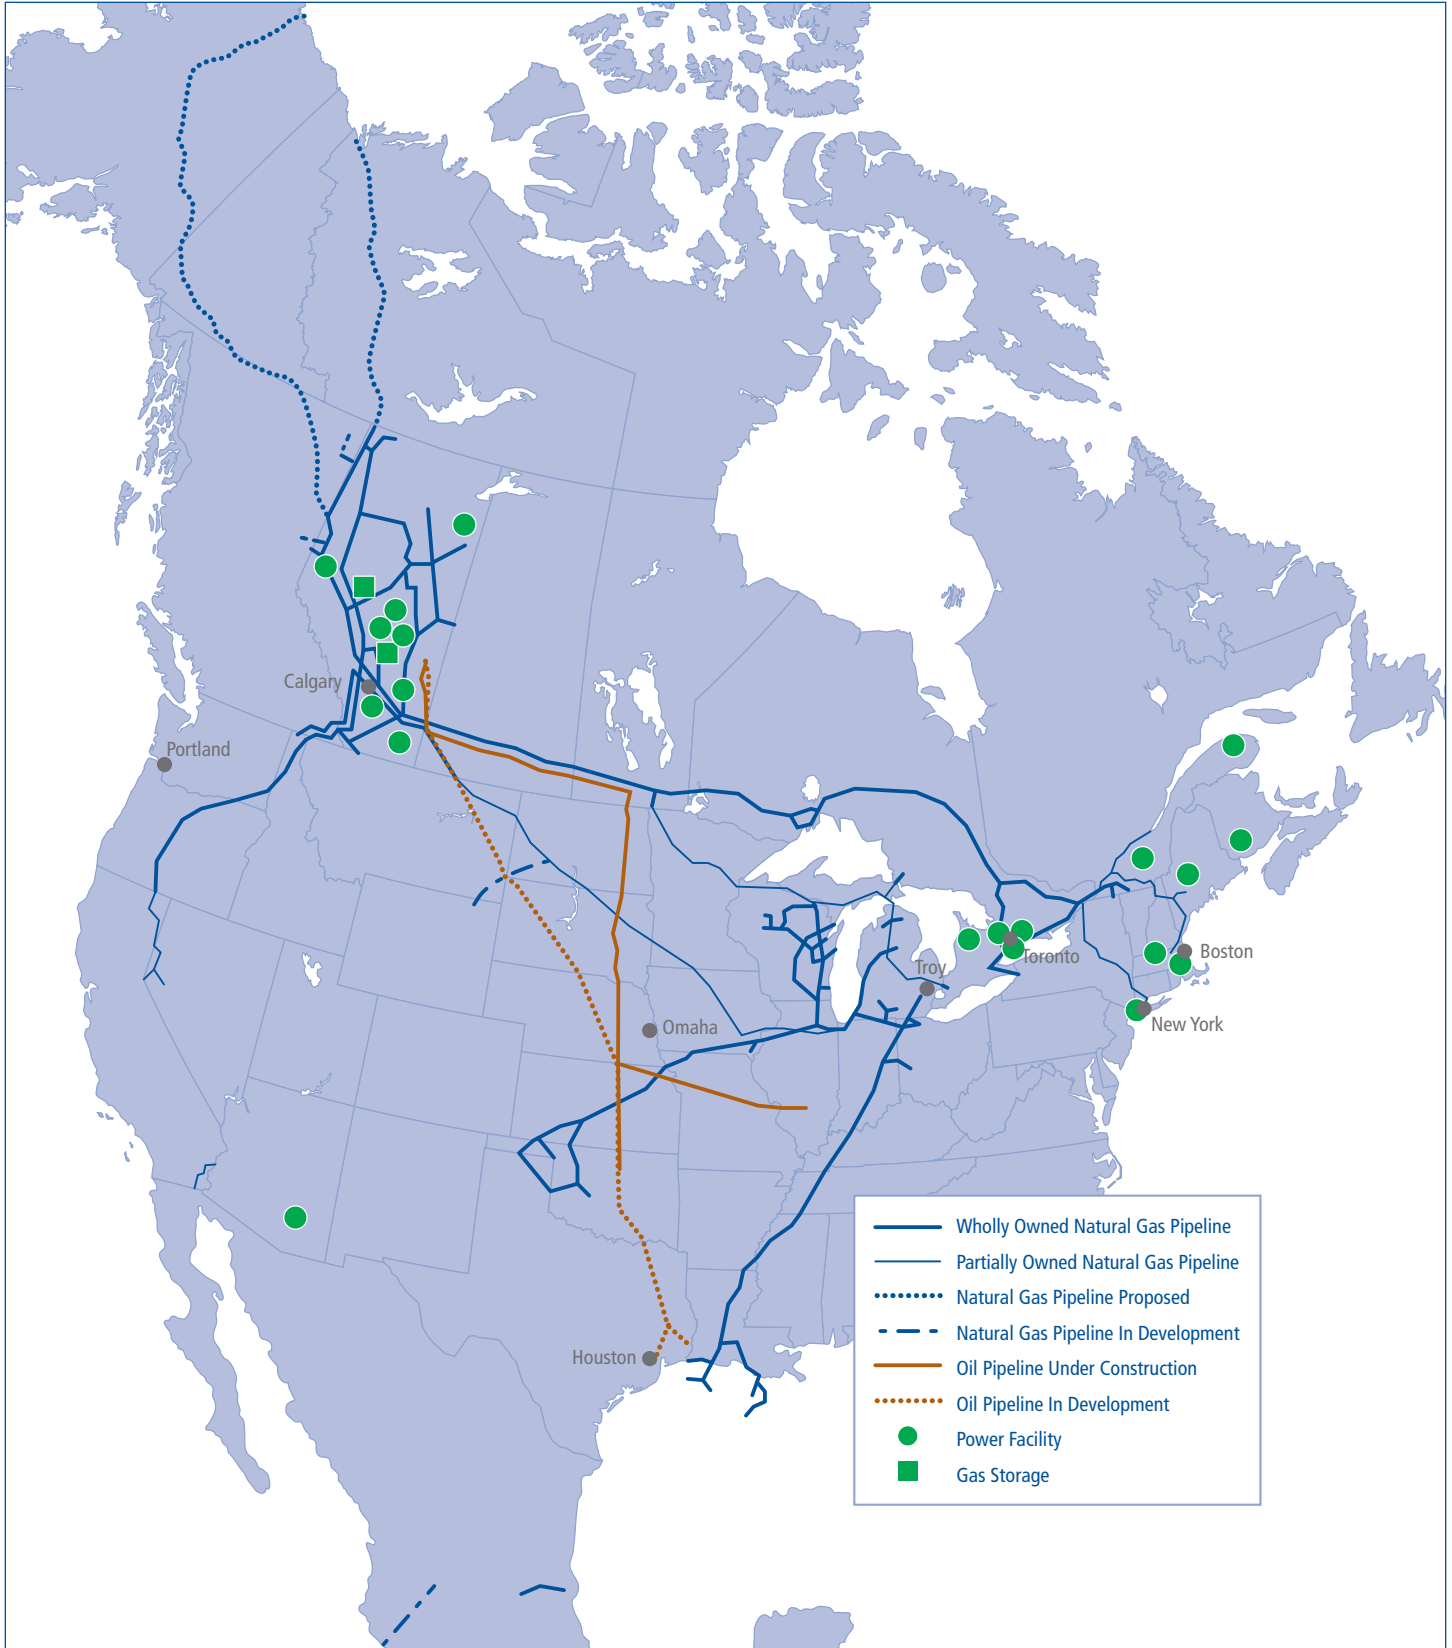 Calgary
Portland
Boston
Toronto
Troy
New York
Omaha
Houston
Wholly Owned Natural Gas Pipeline
Partially Owned Natural Gas Pipeline
Natural Gas Pipeline Proposed
Natural Gas Pipeline In Development
Oil Pipeline Under Construction
Oil Pipeline In Development
Power Facility
Gas Storage